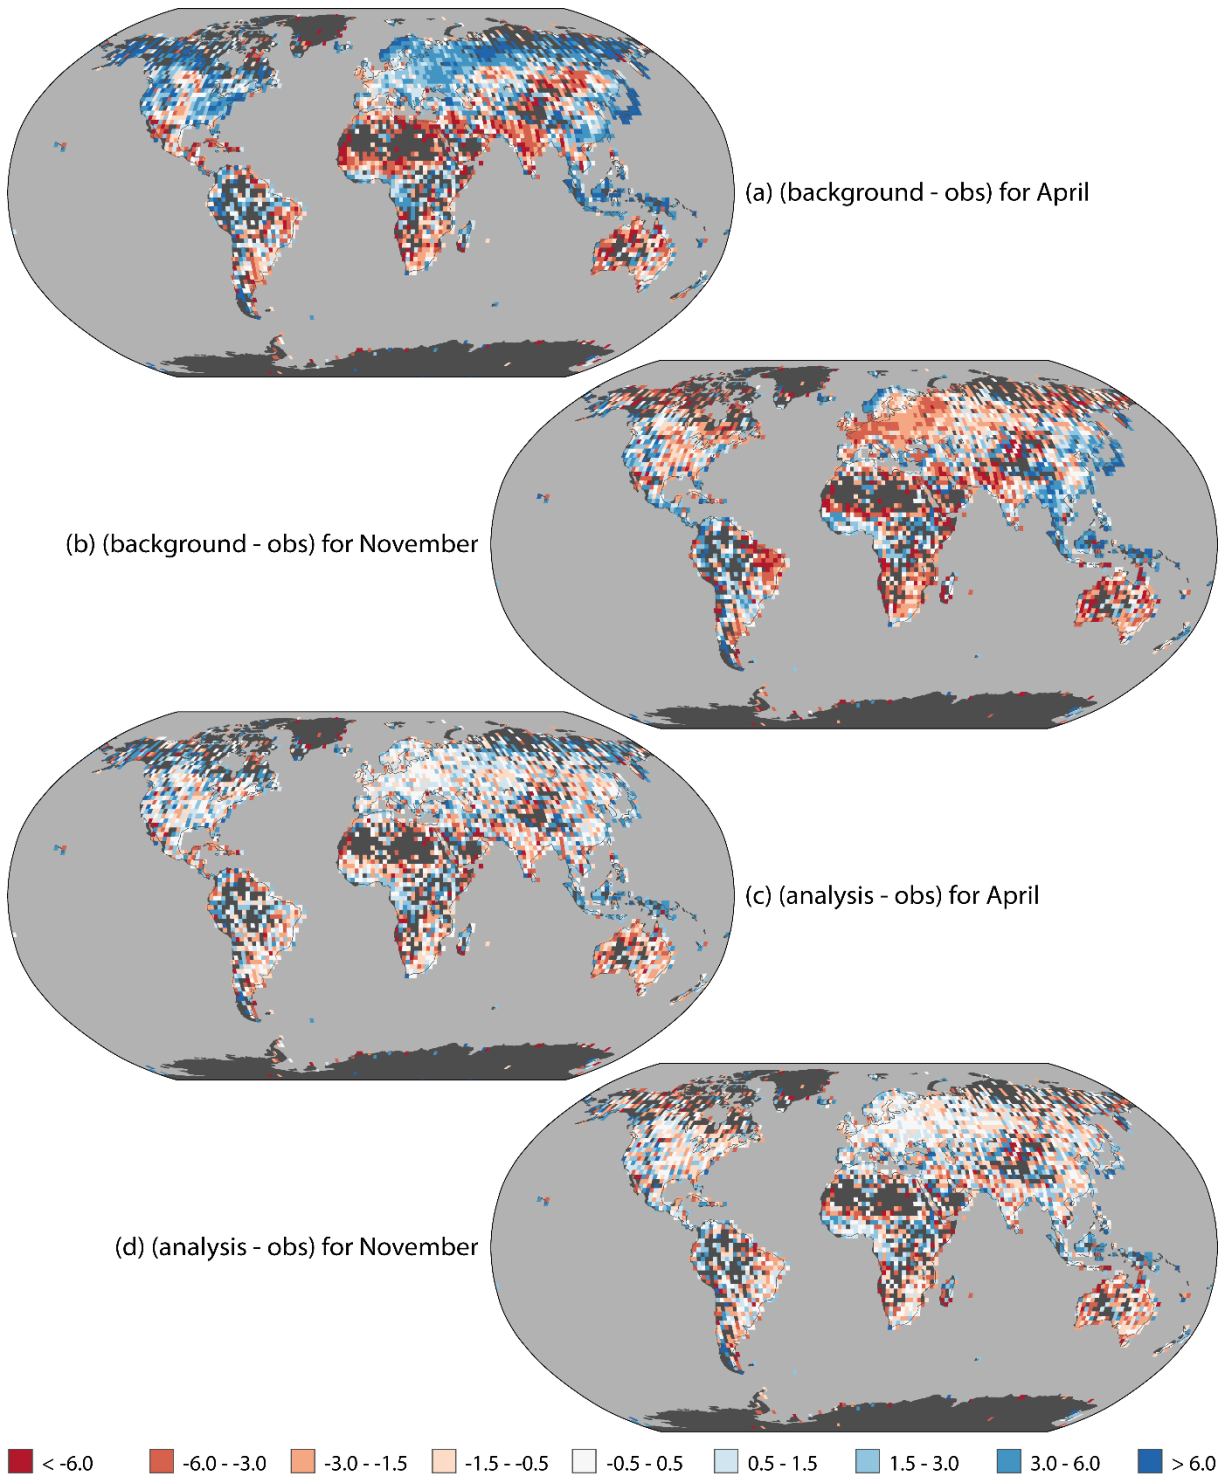 (a) (background - obs) for April
(b) (background - obs) for November
(c) (analysis - obs) for April
(d) (analysis - obs) for November
< -6.0 -6.0 - -3.0 -3.0 - -1.5 -1.5 - -0.5 -0.5 - 0.5 0.5 - 1.5 1.5 - 3.0 3.0 - 6.0 > 6.0